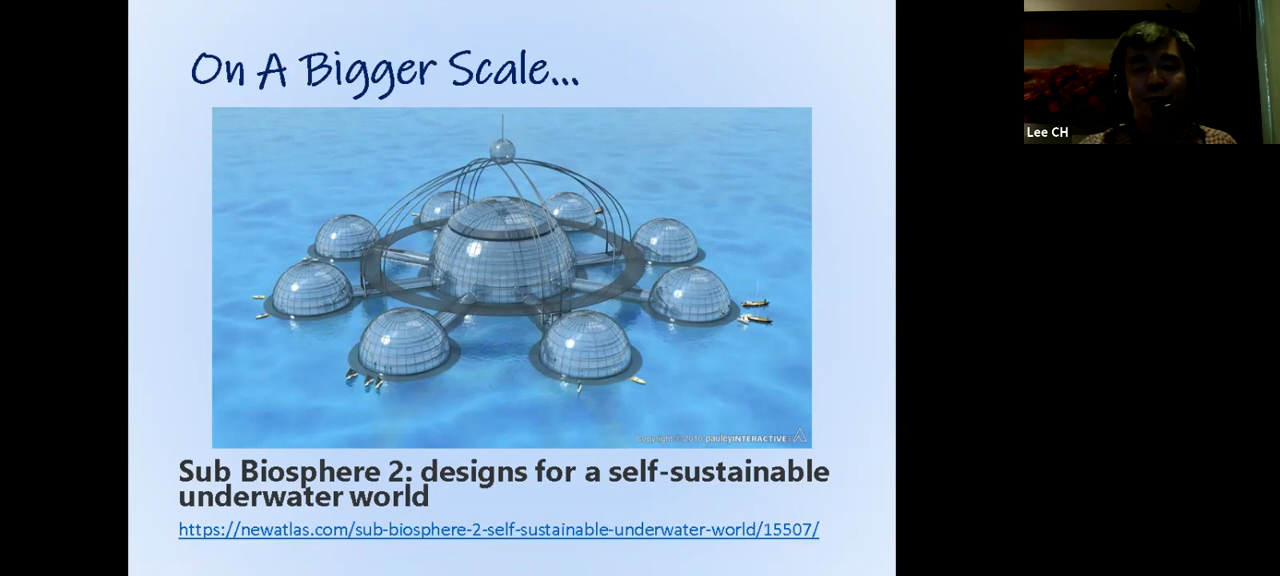 On A Bigger Scale...
Lee CH
Copyright © 2010 pauleyINTERACTIVE
Sub Biosphere 2: designs for a self-sustainable
underwater world
https://newatlas.com/sub-biosphere-2-self-sustainable-underwater-world/15507/